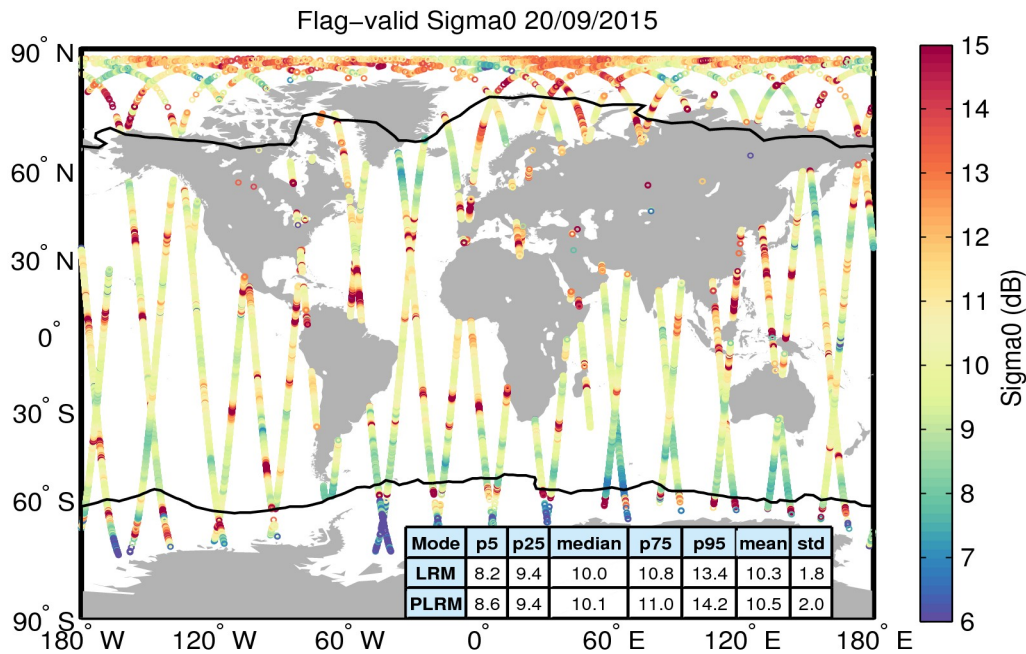 Flag−valid Sigma0 20/09/2015
90° N
60° N
30° N
0°
30° S
60° S
90° S
180° W
120° W
60° W
0°
60° E
120° E
180° E
Mode p5 p25 median p75 p95 mean std
LRM 8.2 9.4 10.0 10.8 13.4 10.3 1.8
PLRM 8.6 9.4 10.1 11.0 14.2 10.5 2.0
15
14
13
12
11
10
9
8
7
6
Sigma0 (dB)